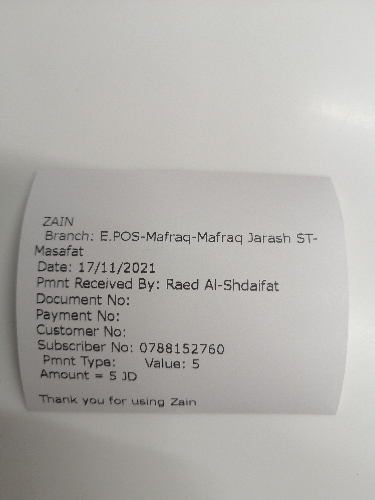 ZAIN
Branch: E.POS-Mafraq-Mafraq Jarash ST-
Masafat
Date: 17/11/2021
Pmnt Received By: Raed Al-Shdaifat
Document No:
Payment No:
Customer No:
Subscriber No: 0788152760
Pmnt Type: Value: 5
Amount = 5 JD
Thank you for using Zain